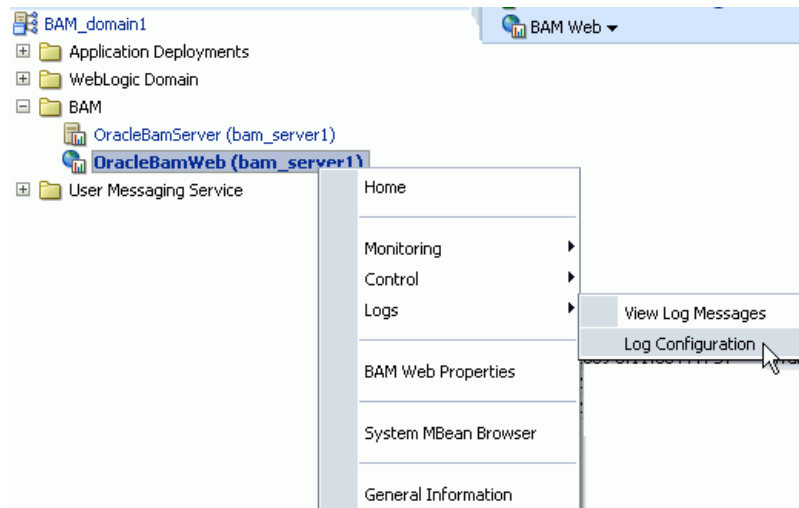 BAM_domain1
BAM Web
Application Deployments
WebLogic Domain
BAM
OracleBamServer (bam_server1)
OracleBamWeb (bam_server1)
User Messaging Service
Home
Monitoring
Control
Logs
View Log Messages
Log Configuration
BAM Web Properties
System MBean Browser
General Information